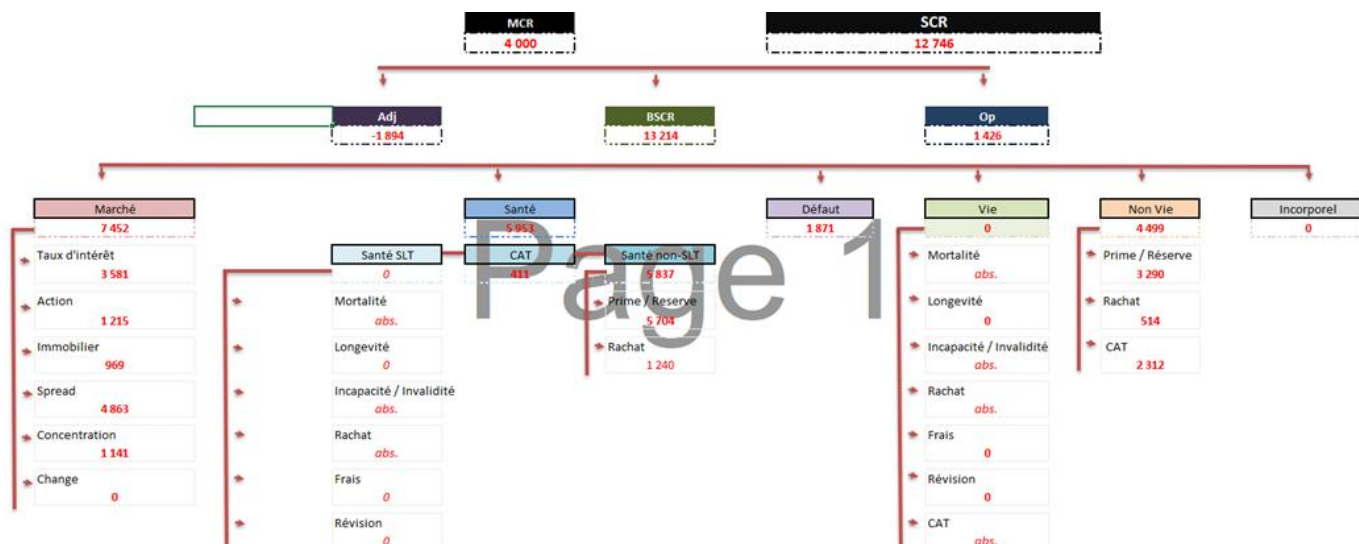 MCR
4 000
SCR
12 746
Adj
-1 894
BSCR
13 214
Op
1 426
Marché
7 452
Santé
5 953
Défaut
1 871
Vie
0
Non Vie
4 499
Incorporel
0
Taux d'intérêt
3 581
Action
1 215
Immobilier
969
Spread
4 863
Concentration
1 141
Change
0
Santé SLT
0
Mortalité
abs.
Longevité
0
Incapacité / Invalidité
abs.
Rachat
abs.
Frais
0
Révision
0
CAT
411
Santé non-SLT
5 837
Prime / Reserve
5 704
Rachat
1 240
Mortalité
abs.
Longevité
0
Incapacité / Invalidité
abs.
Rachat
abs.
Frais
0
Révision
0
CAT
abs.
Prime / Réserve
3 290
Rachat
514
CAT
2 312
Page 1